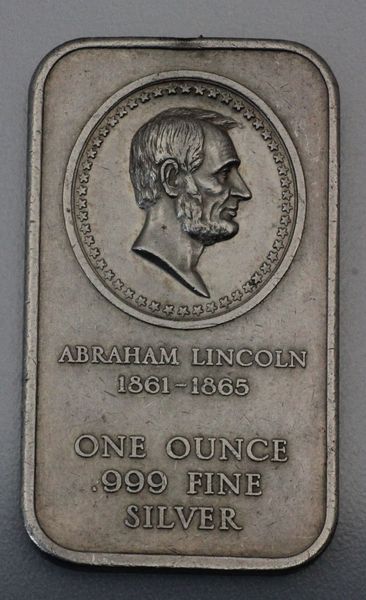 ABRAHAM LINCOLN
1861-1865
ONE OUNCE
.999 FINE
SILVER